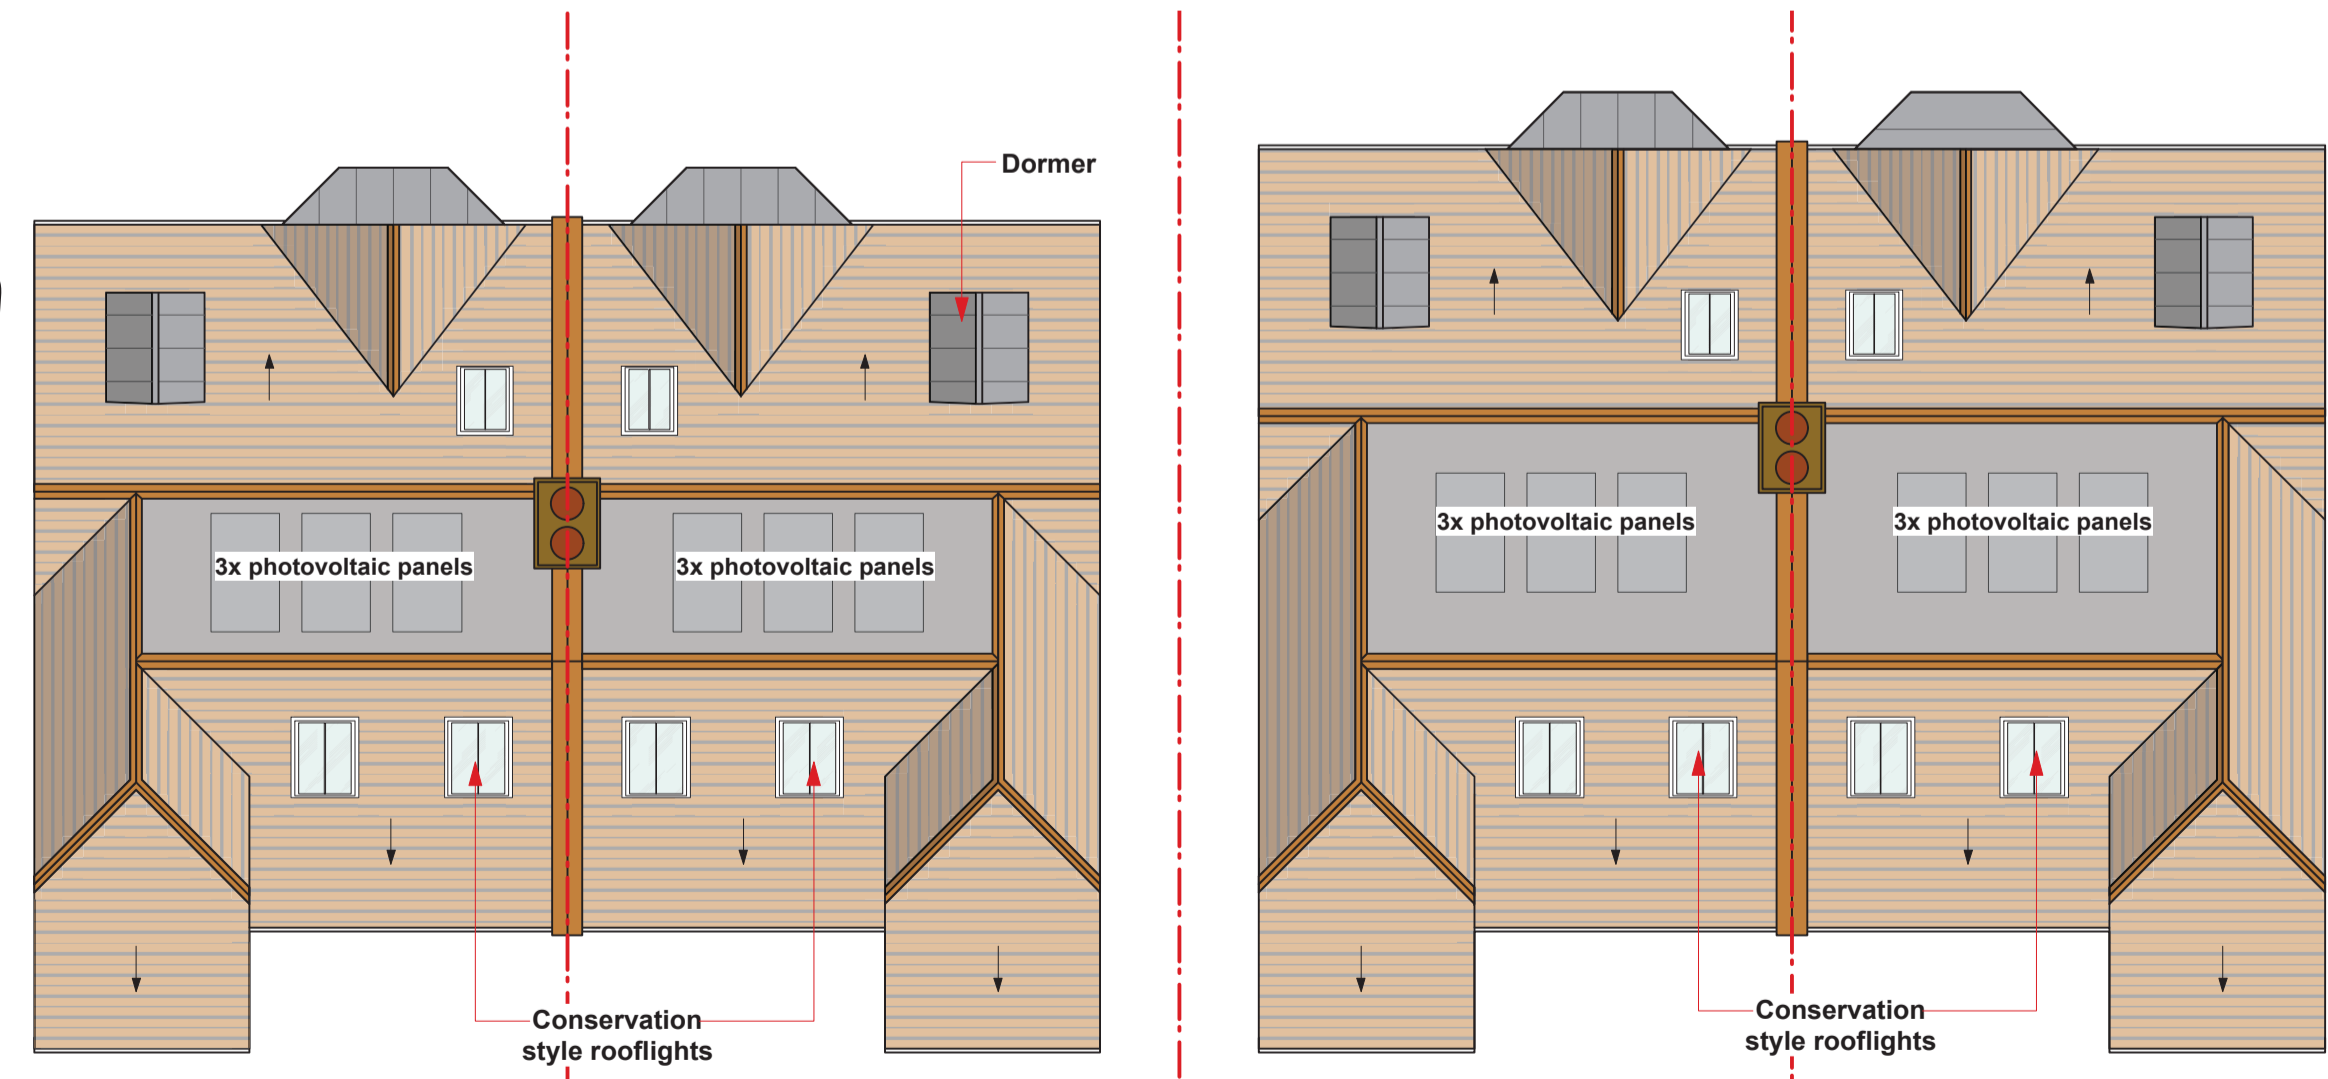 Dormer
3x photovoltaic panels
3x photovoltaic panels
Conservation
style rooflights
3x photovoltaic panels
3x photovoltaic panels
Conservation
style rooflights